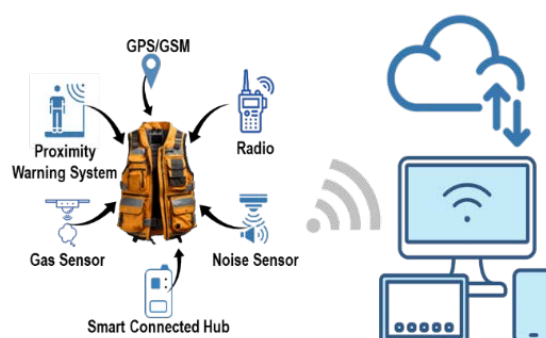 GPS/GSM
Proximity
Warning System
Radio
Gas Sensor
Noise Sensor
Smart Connected Hub